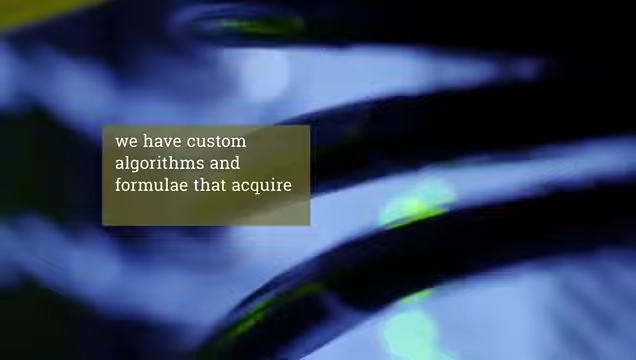 we have custom
algorithms and
formulae that acquire